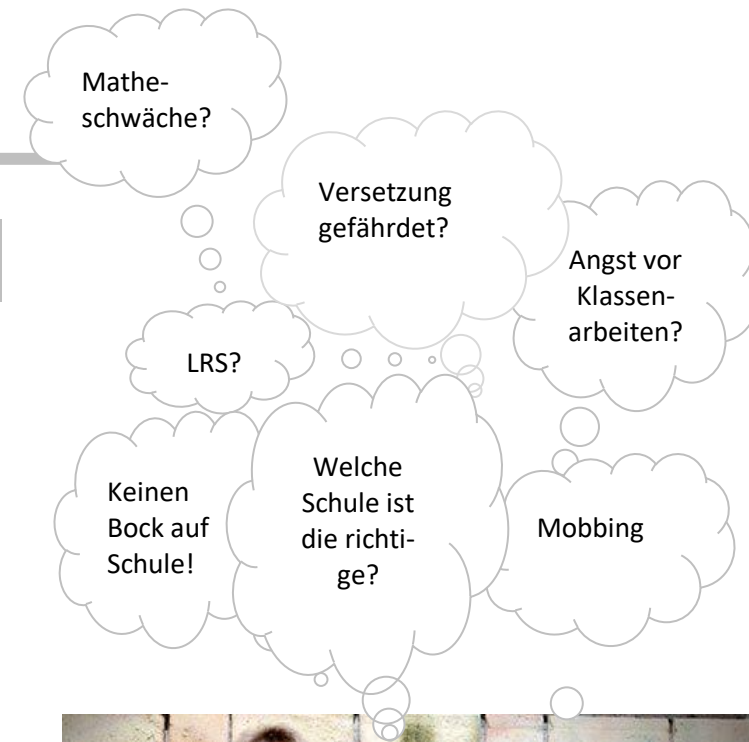 Mathe-
schwäche?
Versetzung
gefährdet?
Angst vor
Klassen-
arbeiten?
LRS?
Keinen
Bock auf
Schule!
Welche
Schule ist
die richti-
ge?
Mobbing